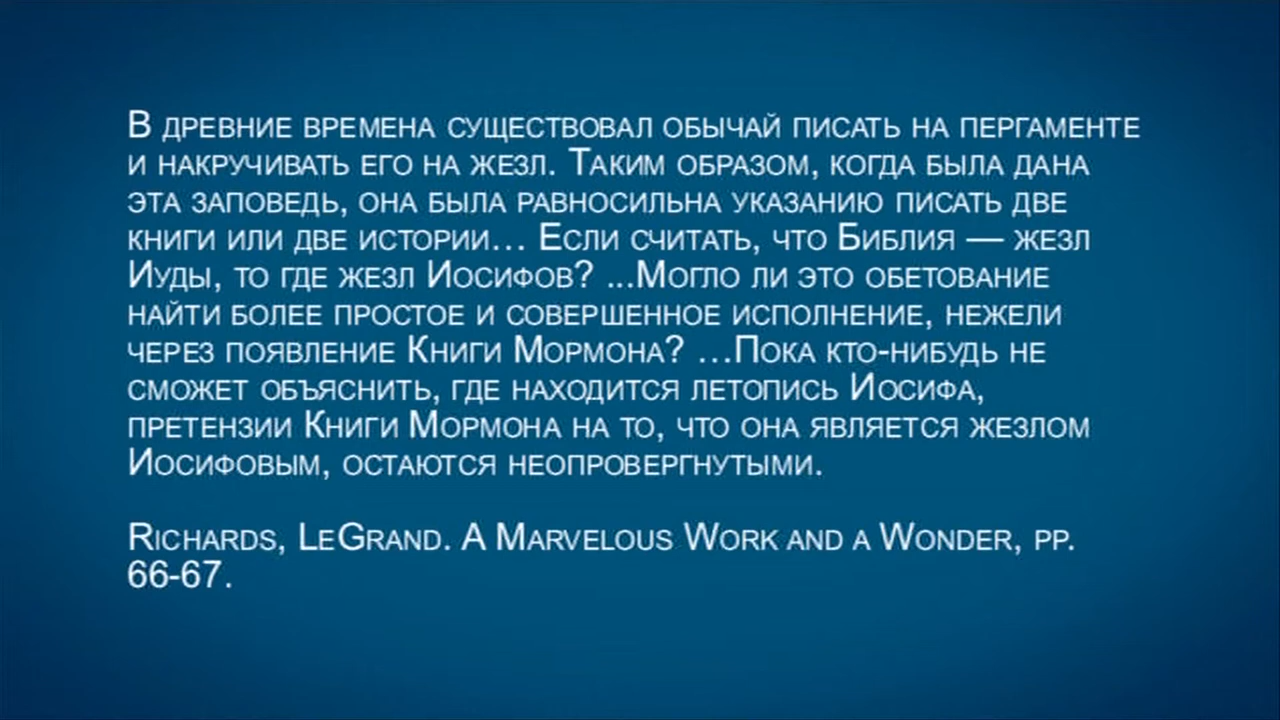 В древние времена существовал обычай писать на пергаменте
и накручивать его на жезл. Таким образом, когда была дана
эта заповедь, она была равносильна указанию писать две
книги или две истории… Если считать, что Библия — жезл
Иуды, то где жезл Иосифов? ...Могло ли это обетование
найти более простое и совершенное исполнение, нежели
через появление Книги Мормона? …Пока кто-нибудь не
сможет объяснить, где находится летопись Иосифа,
претензии Книги Мормона на то, что она является жезлом
Иосифовым, остаются неопровергнутыми.
Richards, LeGrand. A Marvelous Work and a Wonder, pp.
66-67.